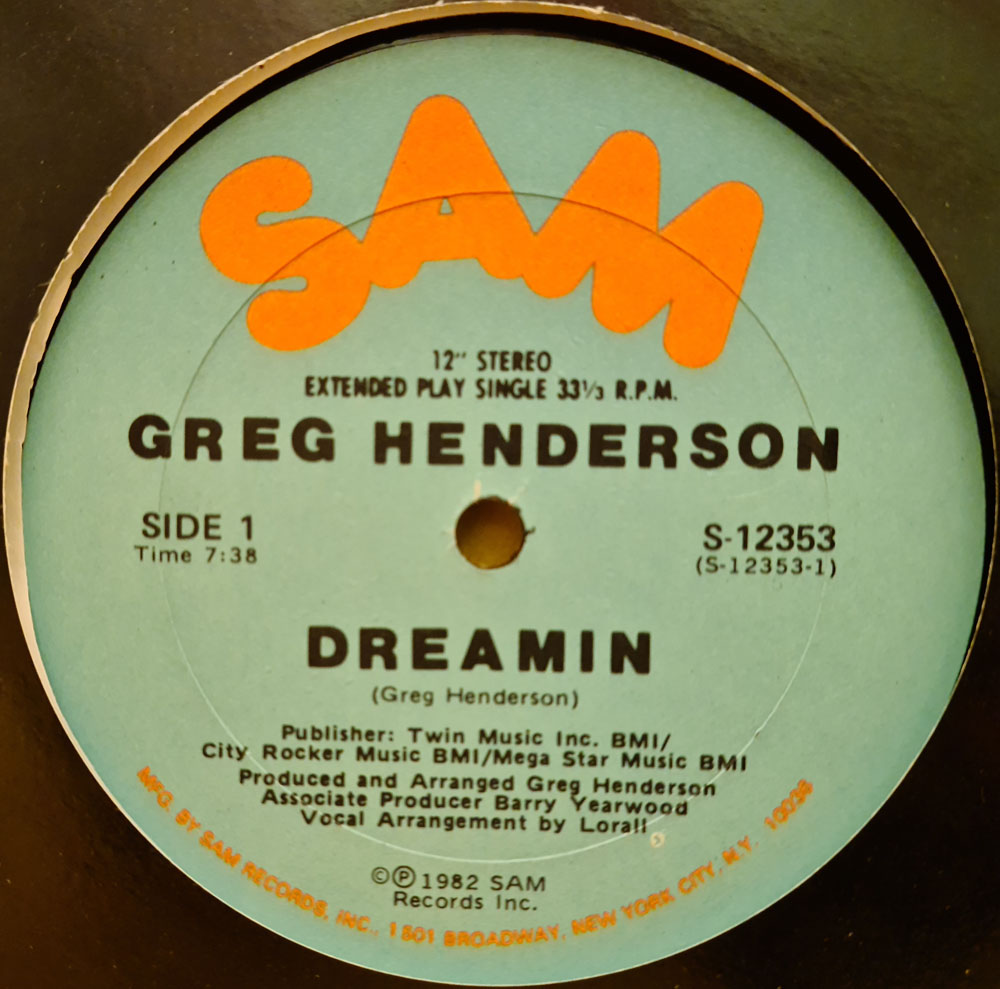 SAM
12" STEREO
EXTENDED PLAY SINGLE 33⅓ R.P.M.
GREG HENDERSON
SIDE 1
Time 7:38
S-12353
(S-12353-1)
DREAMIN
(Greg Henderson)
Publisher: Twin Music Inc. BMI/
City Rocker Music BMI/Mega Star Music BMI
Produced and Arranged Greg Henderson
Associate Producer Barry Yearwood
Vocal Arrangement by Lorall
©℗1982 SAM
Records Inc.
MFG. BY SAM RECORDS, INC., 1501 BROADWAY, NEW YORK CITY, N.Y. 10036